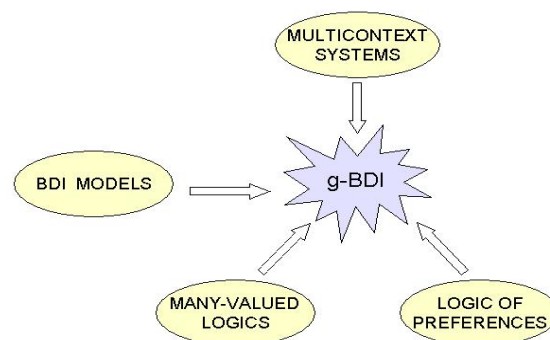 MULTICONTEXT
SYSTEMS
g-BDI
BDI MODELS
MANY-VALUED
LOGICS
LOGIC OF
PREFERENCES